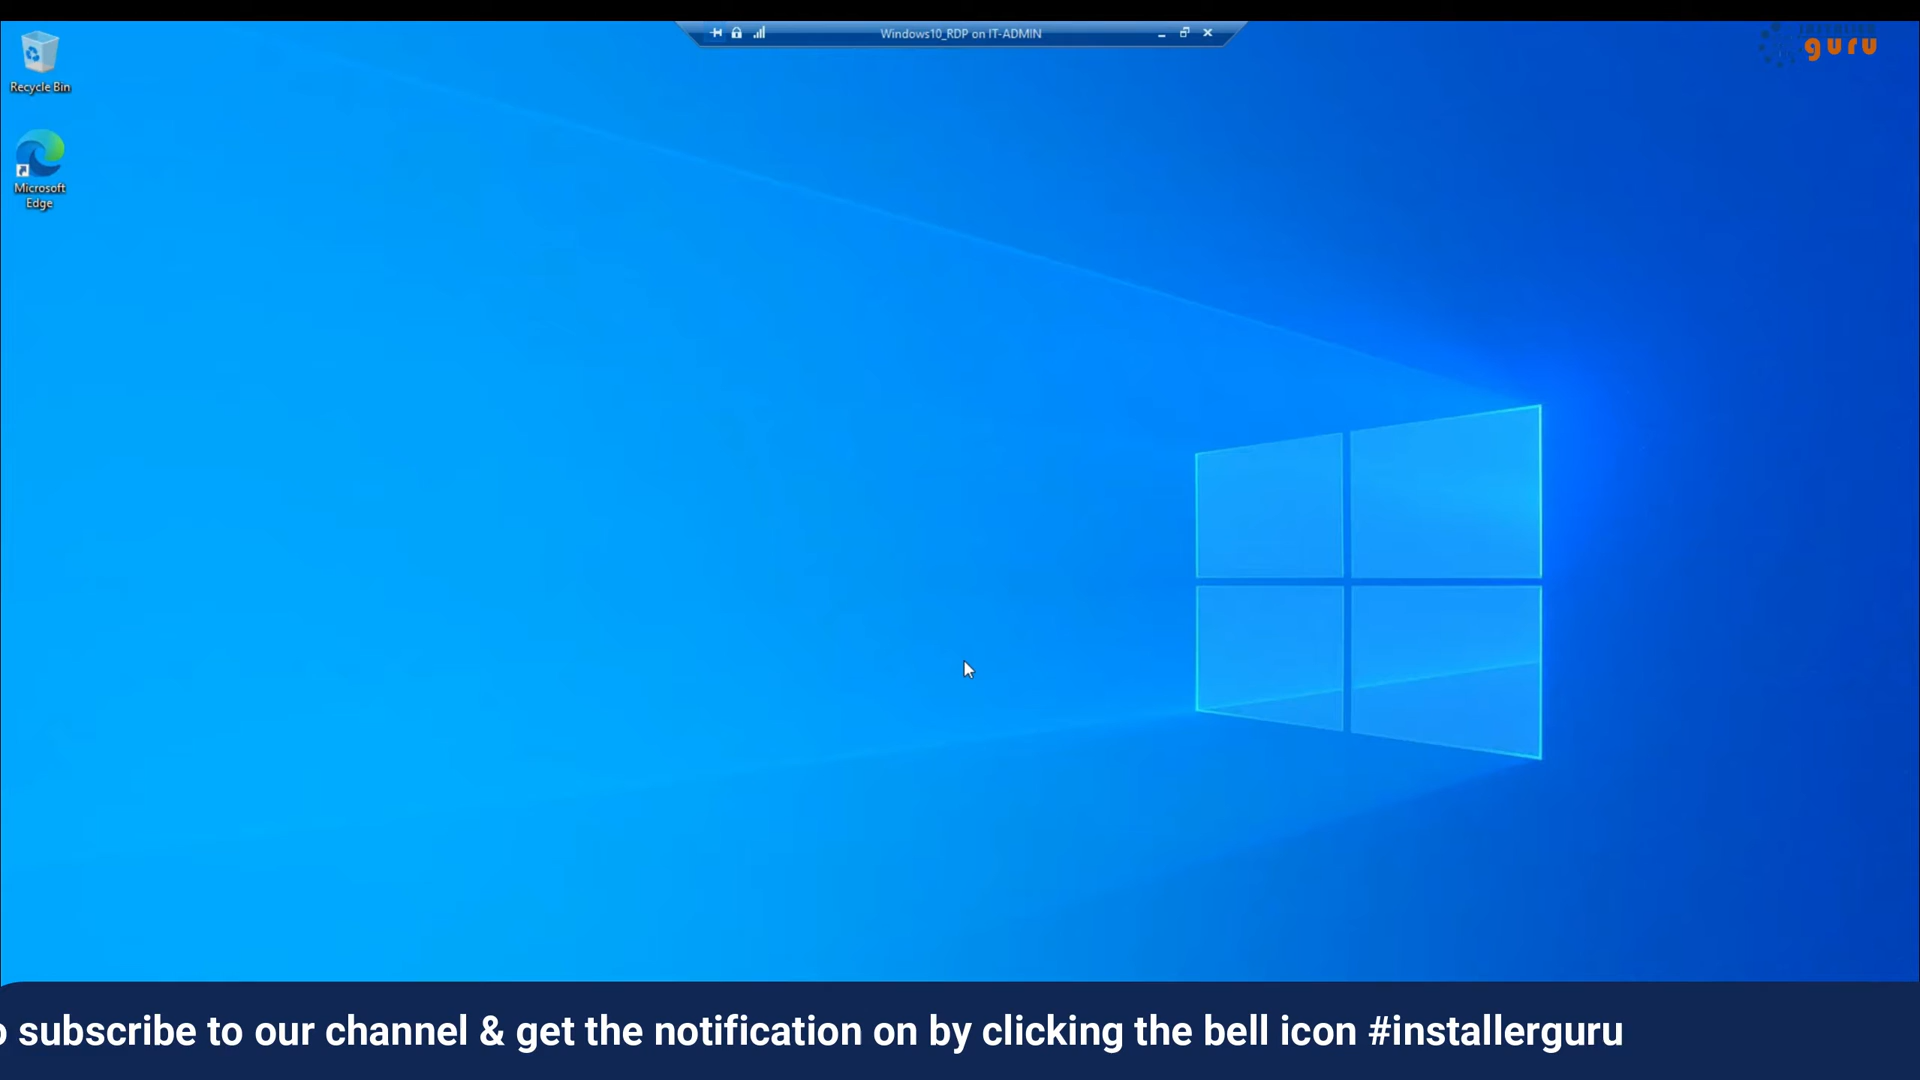 Windows10_RDP on IT-ADMIN
guru
Recycle Bin
Microsoft
Edge
subscribe to our channel & get the notification on by clicking the bell icon #installerguru